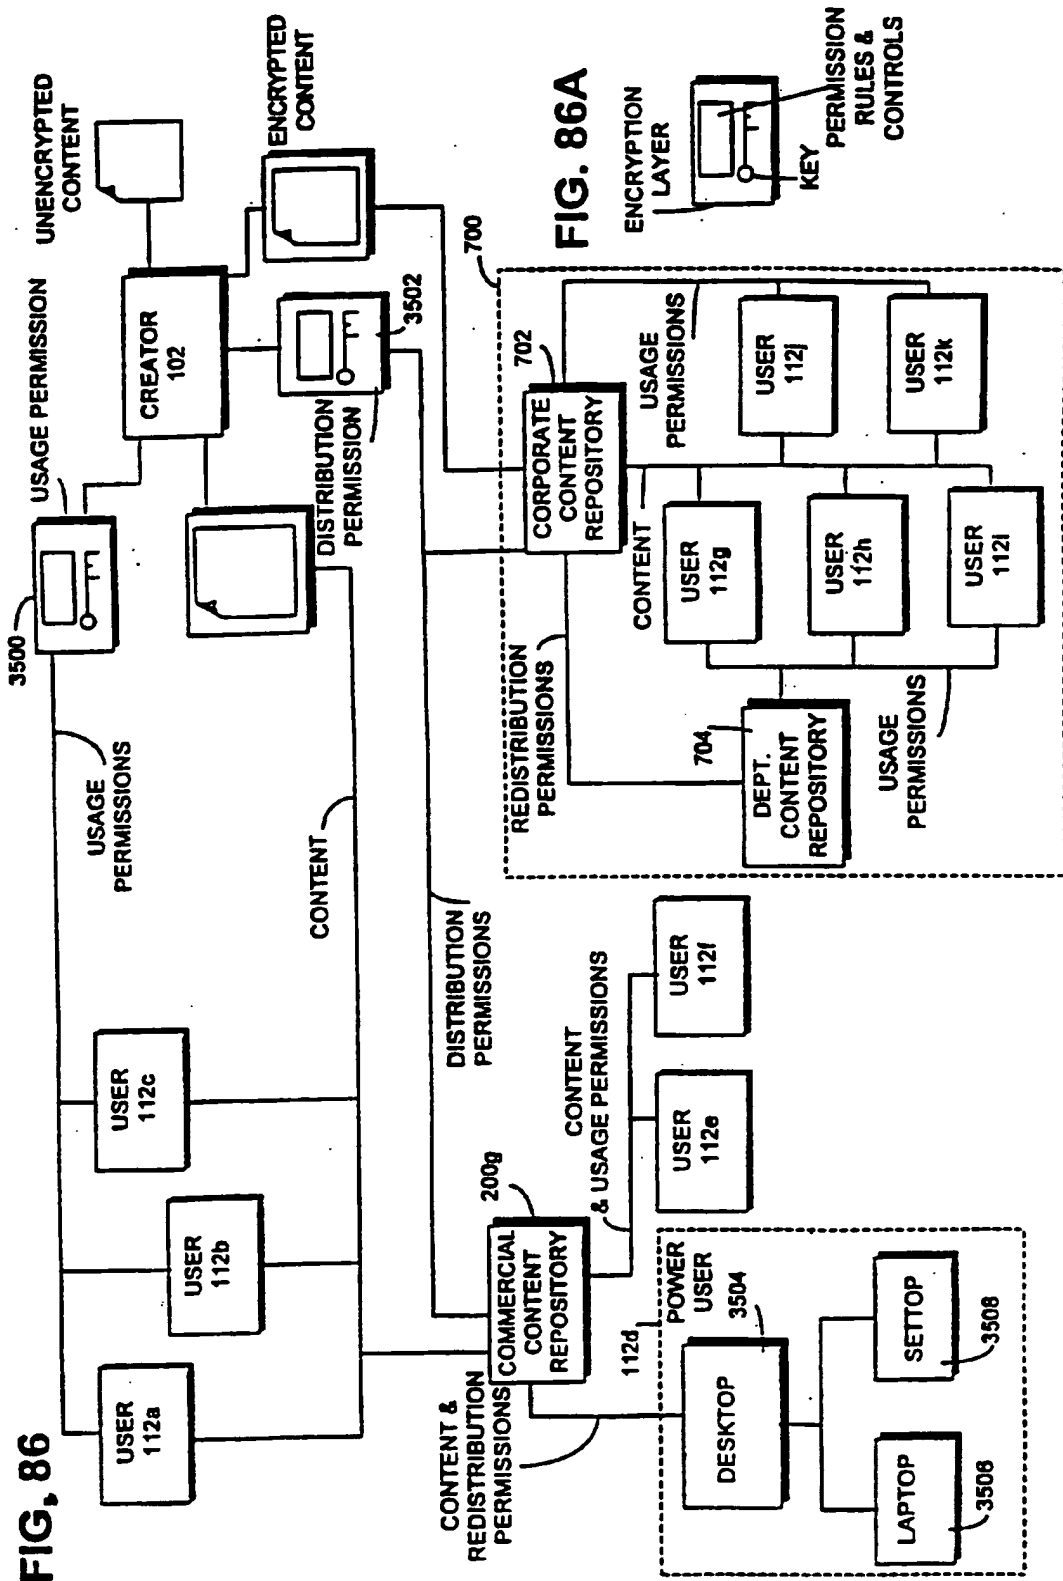 FIG. 86
USER
112a
USER
112b
USER
112c
USAGE
PERMISSIONS
3500
USAGE PERMISSION
CREATOR
102
UNENCRYPTED
CONTENT
ENCRYPTED
CONTENT
CONTENT
DISTRIBUTION
PERMISSION
3502
DISTRIBUTION
PERMISSIONS
CONTENT &
REDISTRIBUTION
PERMISSIONS
COMMERCIAL
CONTENT
REPOSITORY
200g
CONTENT
& USAGE PERMISSIONS
USER
112e
USER
112f
112d
POWER
USER
3504
DESKTOP
LAPTOP
3506
SETTOP
3508
700
702
CORPORATE
CONTENT
REPOSITORY
REDISTRIBUTION
PERMISSIONS
704
DEPT.
CONTENT
REPOSITORY
CONTENT
USAGE
PERMISSIONS
USER
112g
USER
112h
USER
112i
USER
112j
USER
112k
USAGE
PERMISSIONS
FIG. 86A
ENCRYPTION
LAYER
KEY
PERMISSION
RULES &
CONTROLS